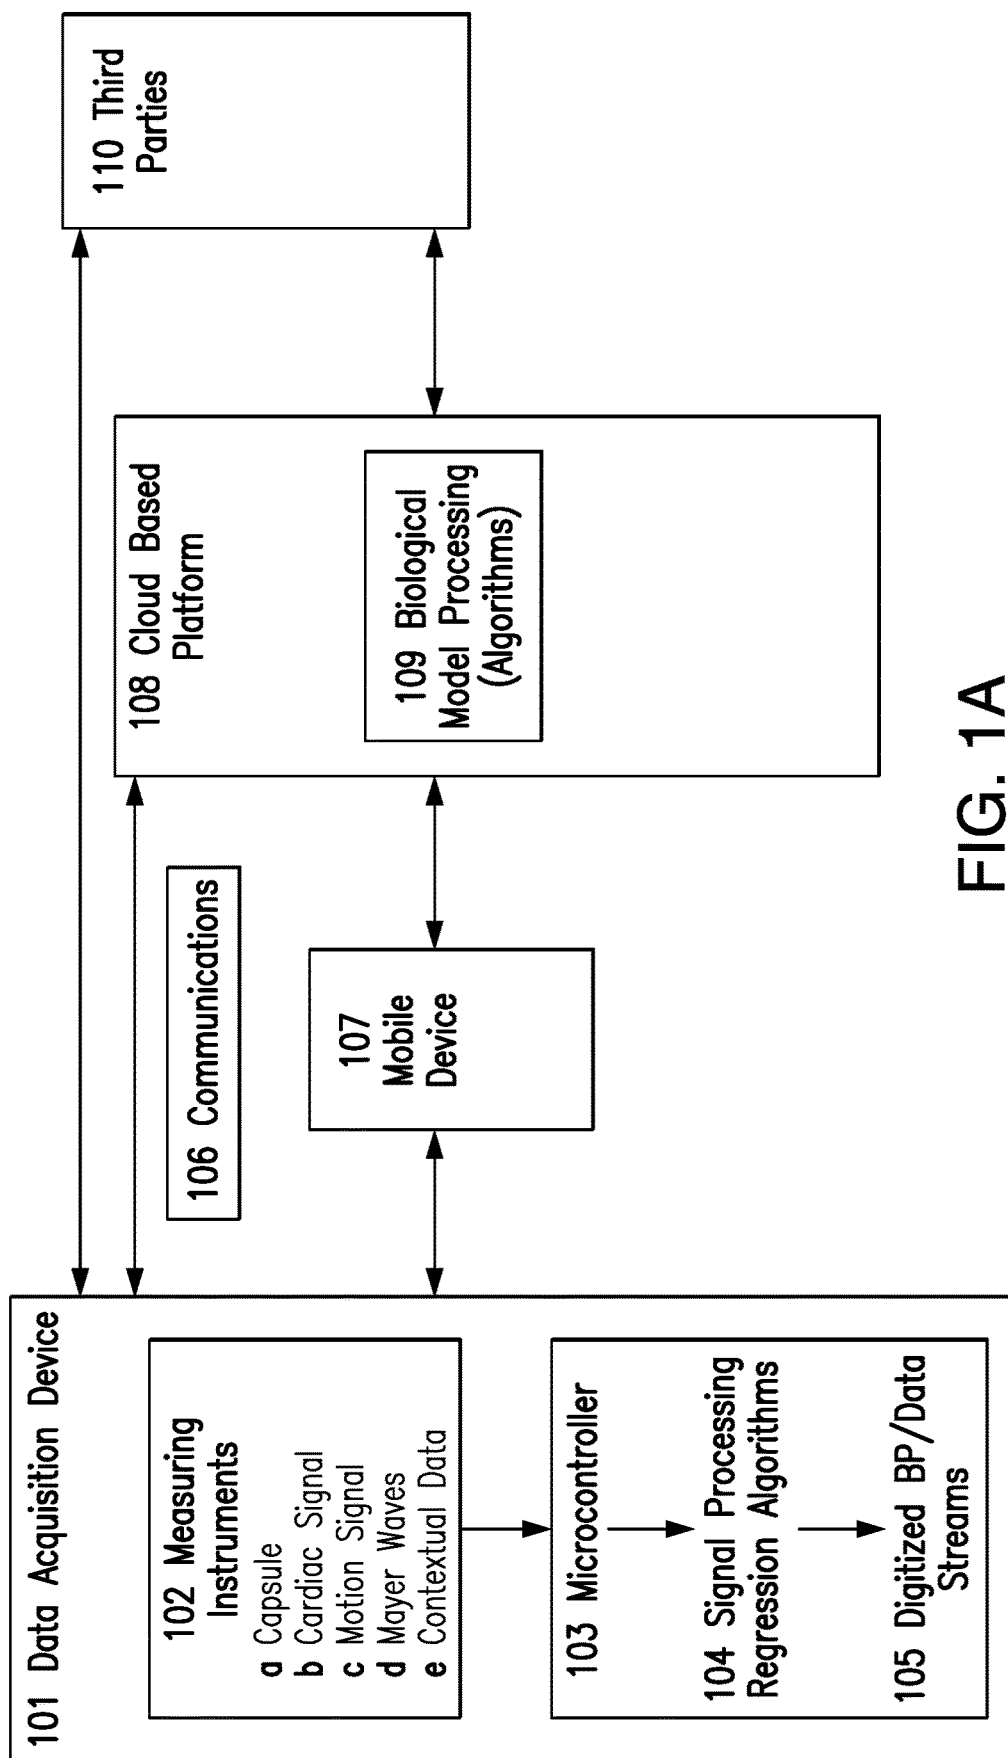 101 Data Acquisition Device
102 Measuring
Instruments
a Capsule
b Cardiac Signal
c Motion Signal
d Mayer Waves
e Contextual Data
103 Microcontroller
104 Signal Processing
Regression Algorithms
105 Digitized BP/Data
Streams
106 Communications
107
Mobile
Device
108 Cloud Based
Platform
109 Biological
Model Processing
(Algorithms)
110 Third
Parties
FIG. 1A